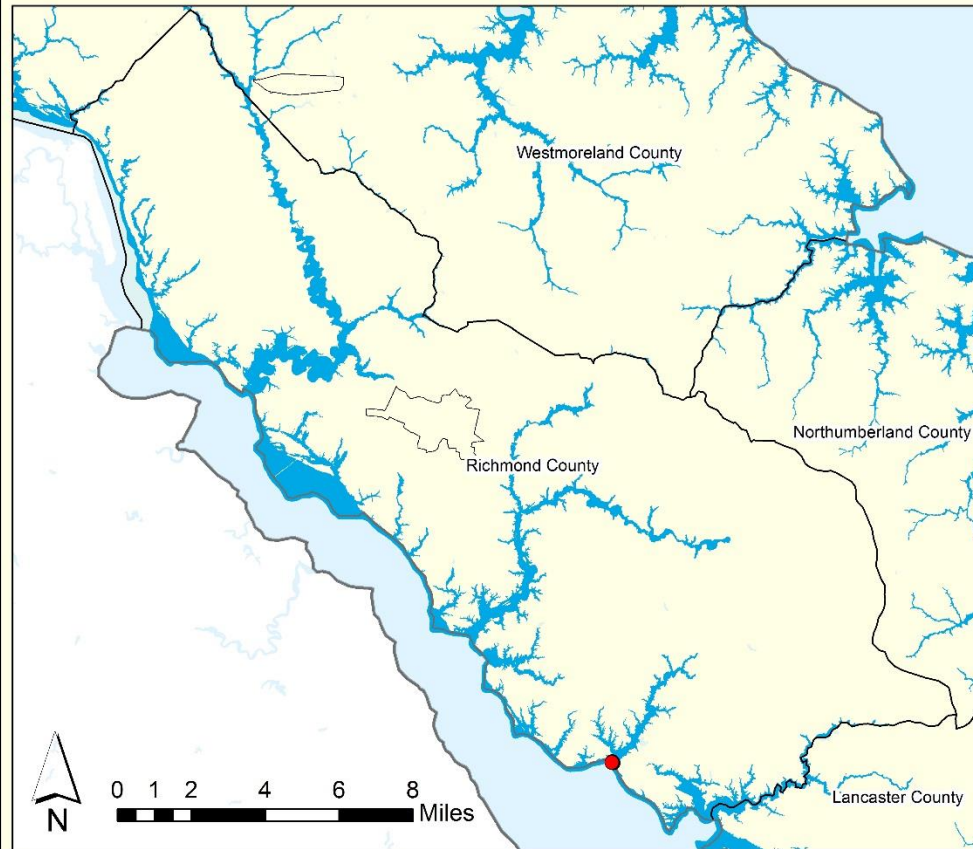 Westmoreland County
Northumberland County
Richmond County
Lancaster County
N
0 1 2 4 6 8
Miles